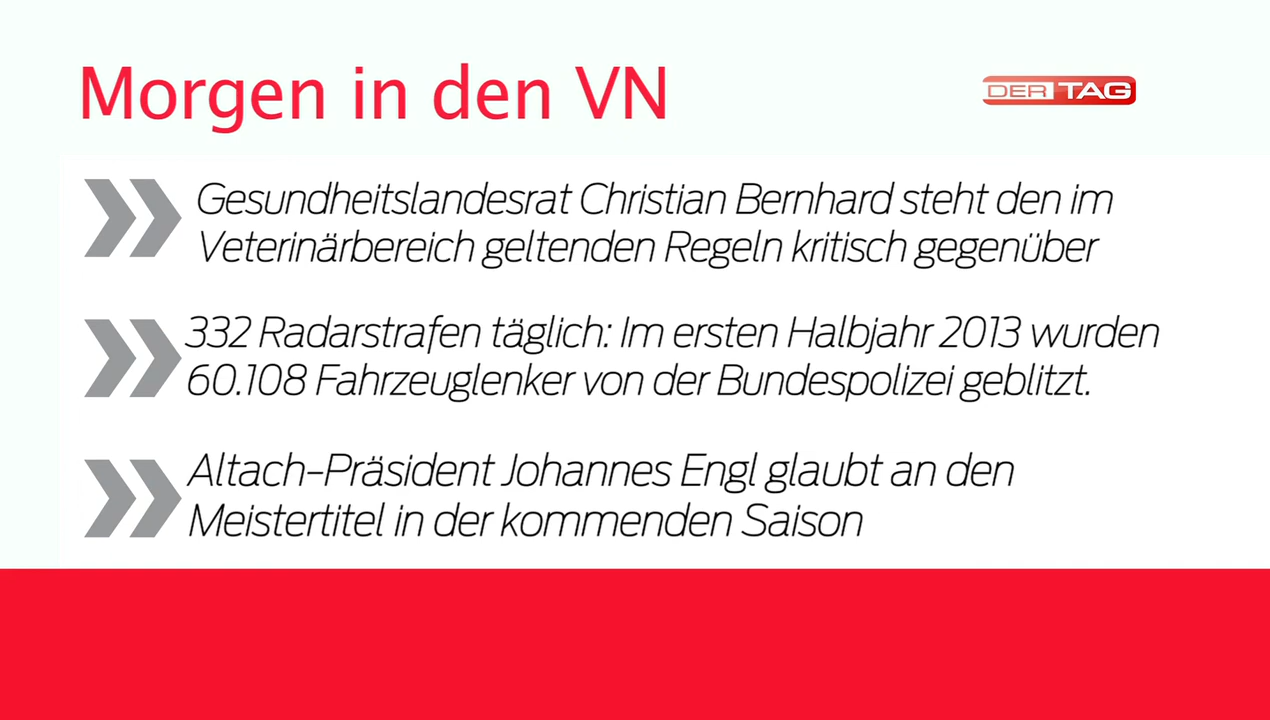 Morgen in den VN
DER TAG
Gesundheitslandesrat Christian Bernhard steht den im
Veterinärbereich geltenden Regeln kritisch gegenüber
332 Radarstrafen täglich: Im ersten Halbjahr 2013 wurden
60.108 Fahrzeuglenker von der Bundespolizei geblitzt.
Altach-Präsident Johannes Engl glaubt an den
Meistertitel in der kommenden Saison